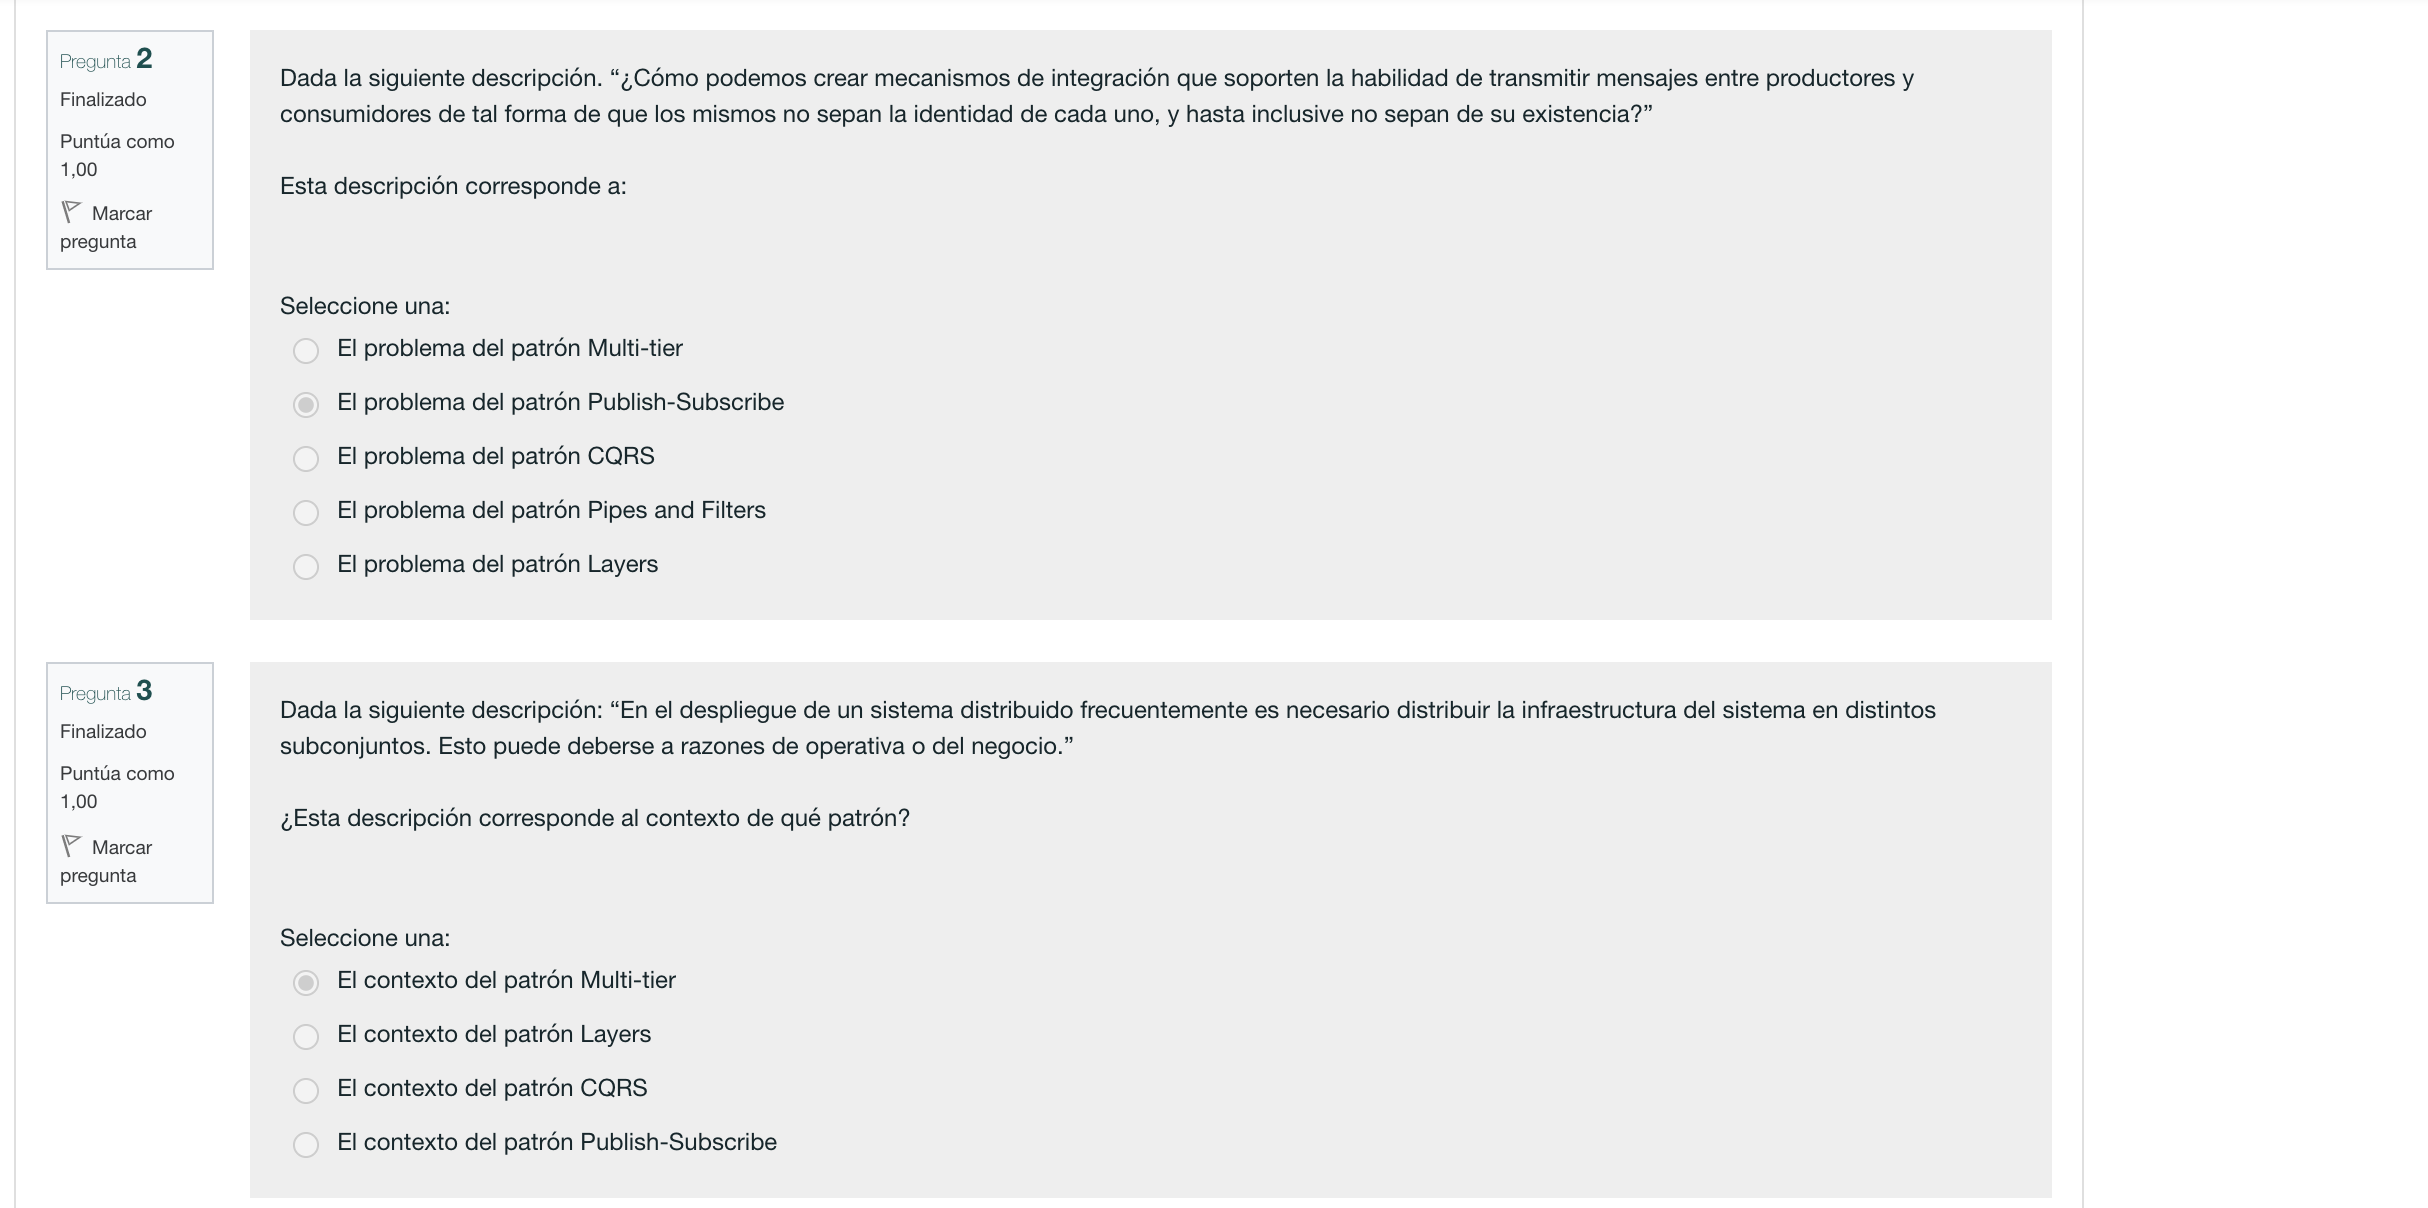 Pregunta 2
Finalizado
Puntúa como
1,00
Marcar
pregunta
Dada la siguiente descripción. “¿Cómo podemos crear mecanismos de integración que soporten la habilidad de transmitir mensajes entre productores y
consumidores de tal forma de que los mismos no sepan la identidad de cada uno, y hasta inclusive no sepan de su existencia?”
Esta descripción corresponde a:
Seleccione una:
El problema del patrón Multi-tier
El problema del patrón Publish-Subscribe
El problema del patrón CQRS
El problema del patrón Pipes and Filters
El problema del patrón Layers
Pregunta 3
Finalizado
Puntúa como
1,00
Marcar
pregunta
Dada la siguiente descripción: “En el despliegue de un sistema distribuido frecuentemente es necesario distribuir la infraestructura del sistema en distintos
subconjuntos. Esto puede deberse a razones de operativa o del negocio.”
¿Esta descripción corresponde al contexto de qué patrón?
Seleccione una:
El contexto del patrón Multi-tier
El contexto del patrón Layers
El contexto del patrón CQRS
El contexto del patrón Publish-Subscribe